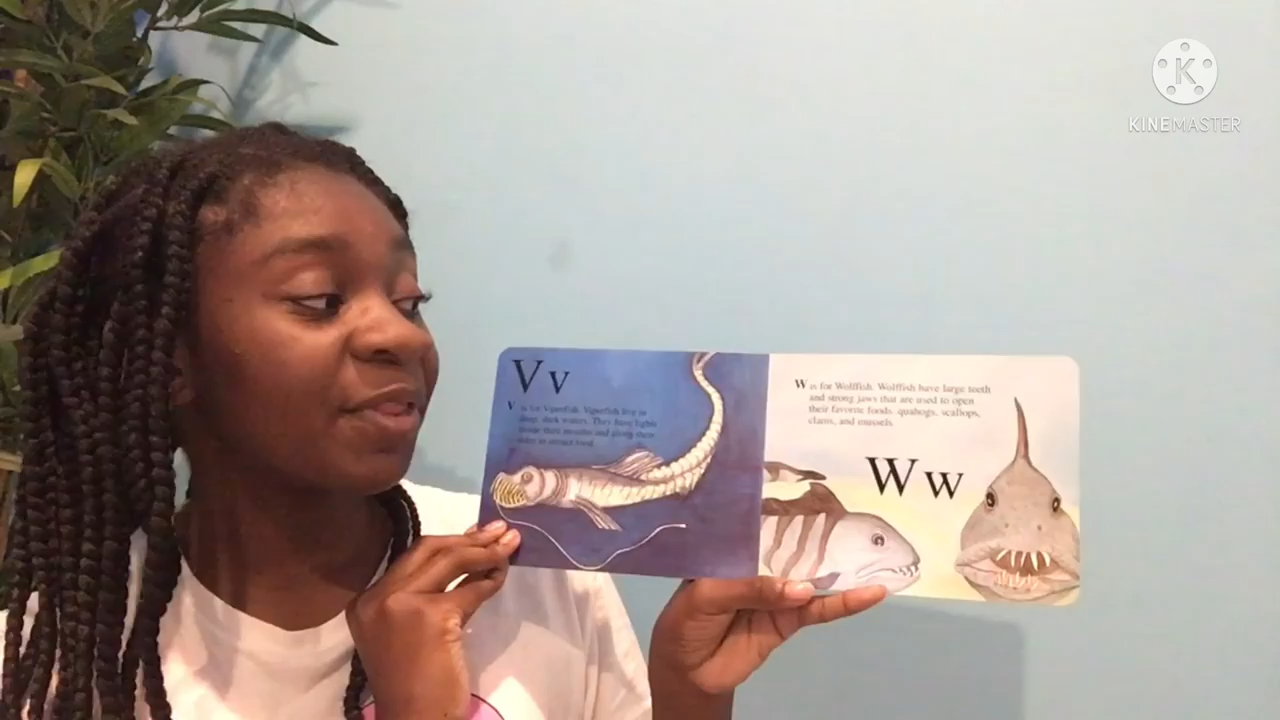 KINEMASTER
V v
V is for Viperfish. Viperfish live in
deep, dark waters. They have lights
inside their mouths and along their
sides to attract food.
W is for Wolffish. Wolffish have large teeth
and strong jaws that are used to open
their favorite foods, quahogs, scallops,
clams, and mussels.
W w